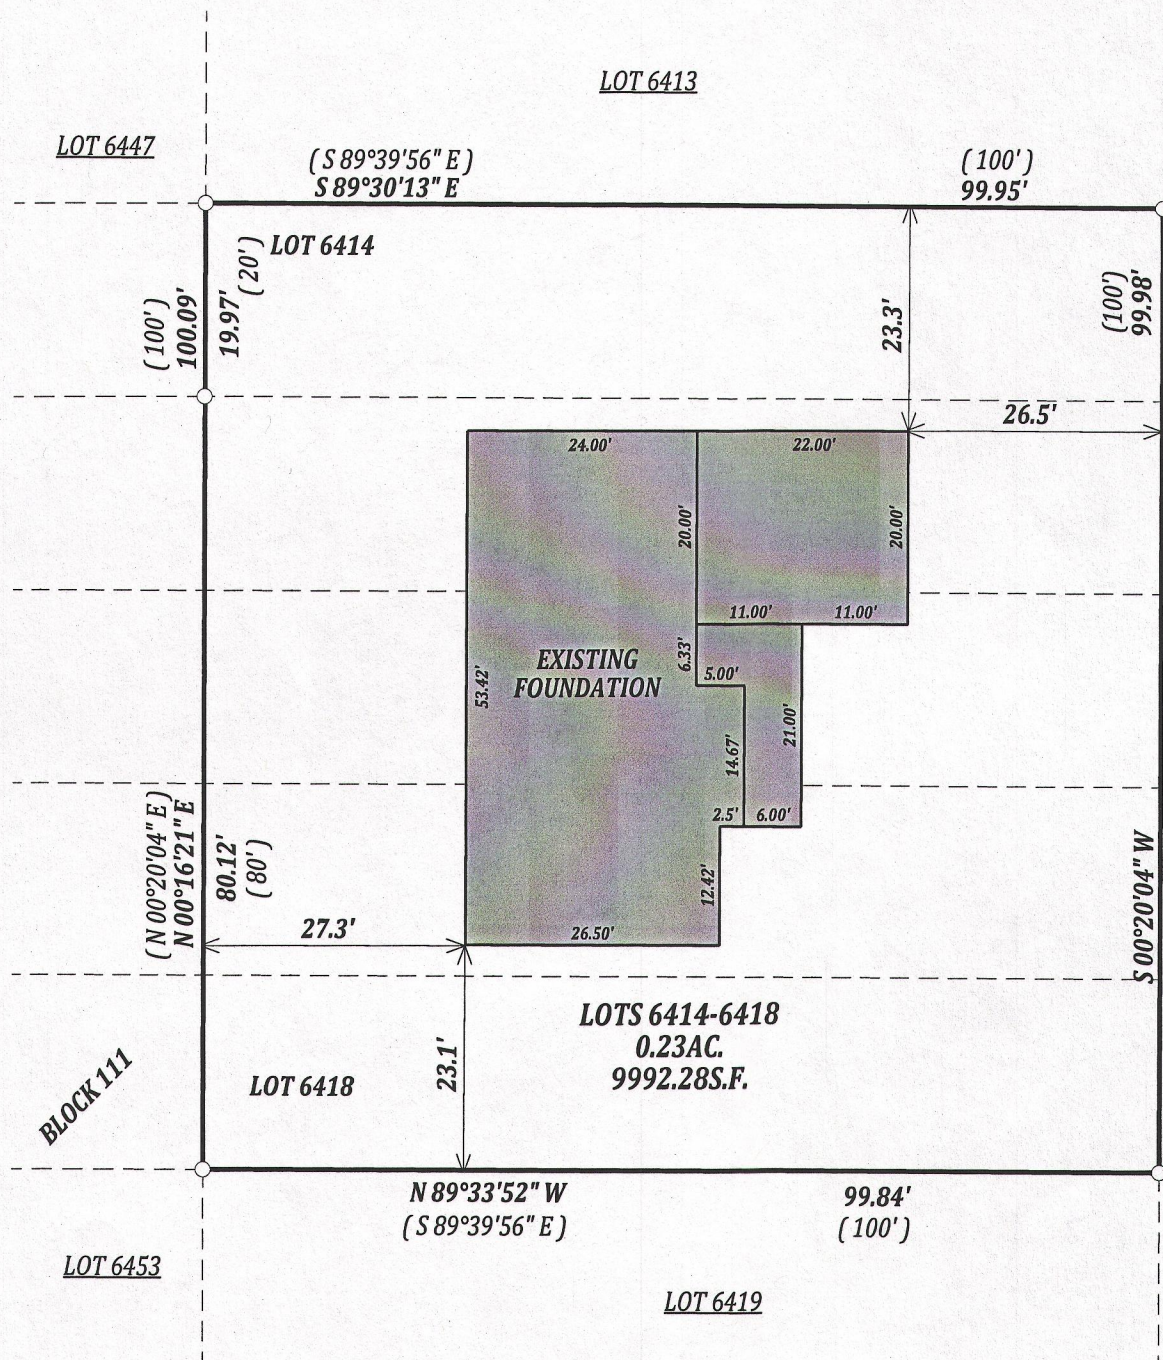 LOT 6413
LOT 6447
( S 89°39'56" E )
S 89°30'13" E
( 100' )
99.95'
LOT 6414
( 20' )
19.97'
( 100' )
100.09'
23.3'
(100')
99.98'
26.5'
24.00'
22.00'
20.00'
20.00'
11.00'
11.00'
6.33'
5.00'
EXISTING
FOUNDATION
53.42'
21.00'
14.67'
2.5'
6.00'
12.42'
26.50'
( N 00°20'04" E )
N 00°16'21" E
80.12'
( 80' )
27.3'
S 00°20'04" W
LOTS 6414-6418
0.23AC.
9992.28S.F.
23.1'
LOT 6418
BLOCK 111
N 89°33'52" W
( S 89°39'56" E )
99.84'
( 100' )
LOT 6453
LOT 6419